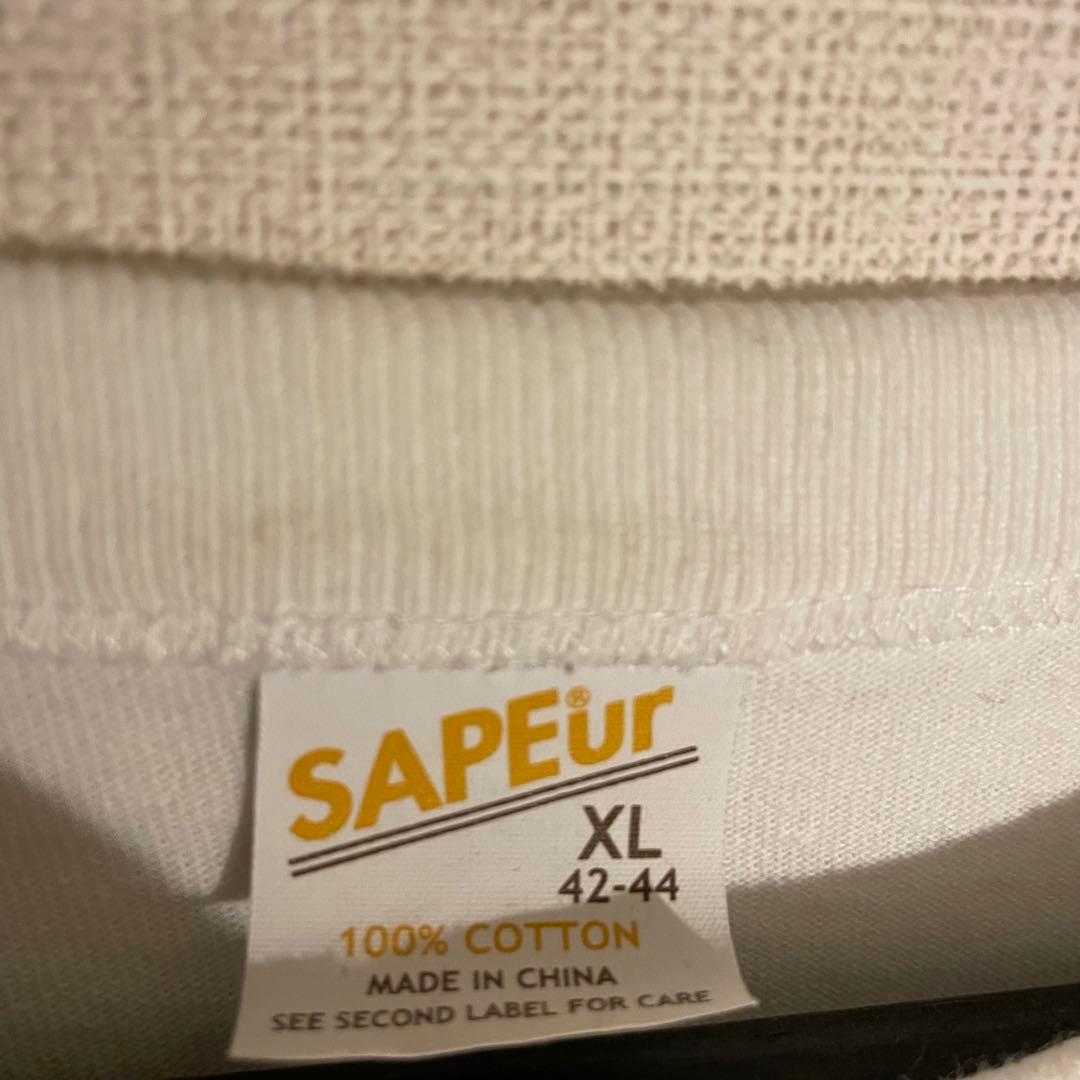 SAPEur®
XL
42-44
100% COTTON
MADE IN CHINA
SEE SECOND LABEL FOR CARE